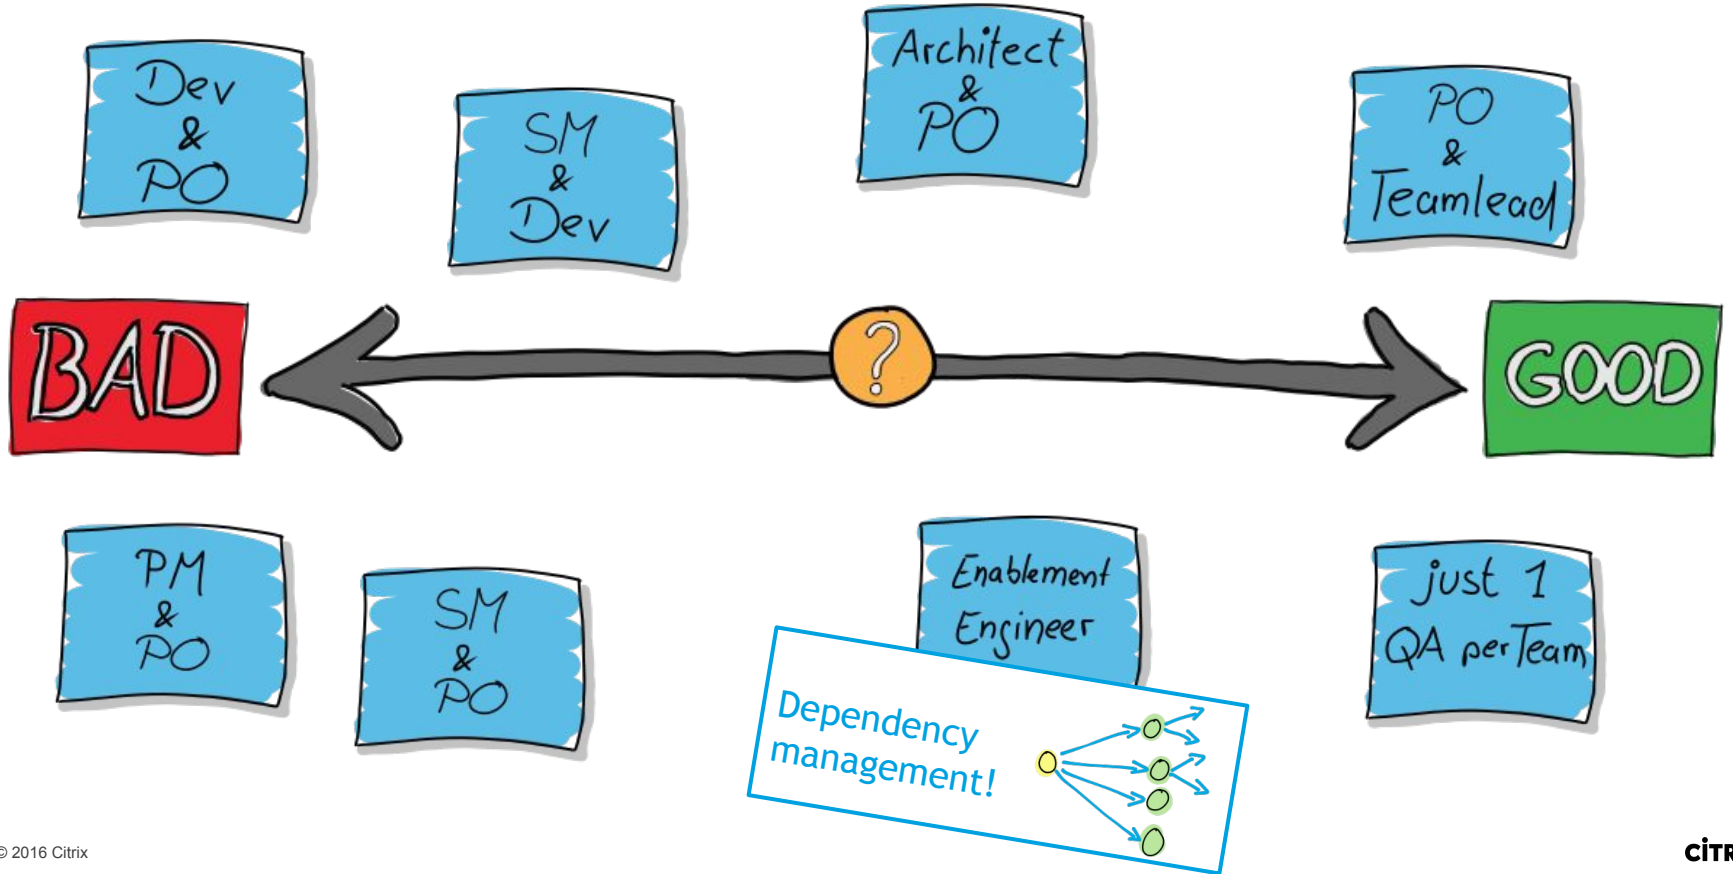 Dev
&
PO
SM
&
Dev
Architect
&
PO
PO
&
Teamlead
BAD
?
GOOD
PM
&
PO
SM
&
PO
Enablement
Engineer
just 1
QA per Team
Dependency
management!
© 2016 Citrix